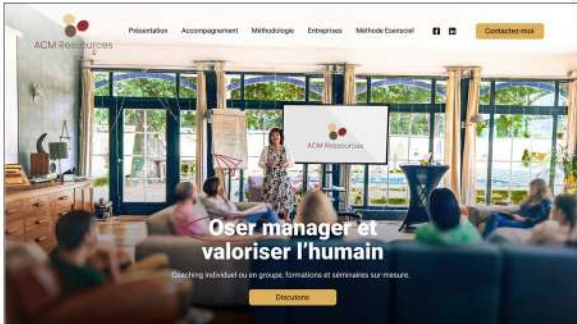 ACM Ressources
Présentation
Accompagnement
Méthodologie
Entreprises
Méthode Esensciel
Contactez-moi
ACM Ressources
Oser manager et
valoriser l'humain
Coaching individuel ou en groupe, formations et séminaires sur-mesure.
Discutons